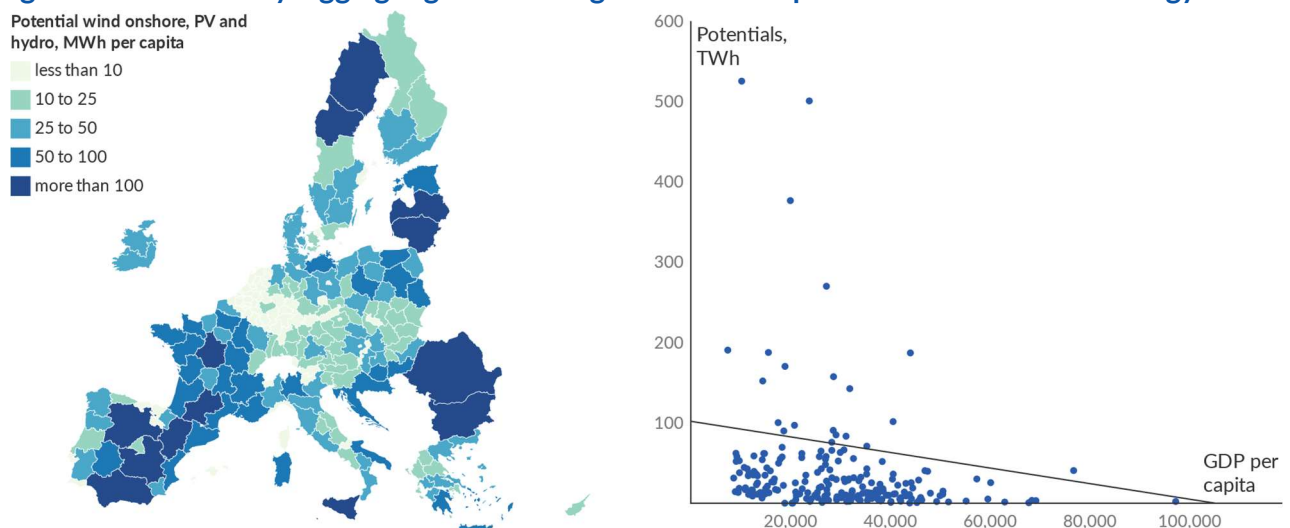 Potential wind onshore, PV and
hydro, MWh per capita
less than 10
10 to 25
25 to 50
50 to 100
more than 100
600
Potentials,
TWh
500
400
300
200
100
GDP per
capita
20,000 40,000 60,000 80,000 100,000